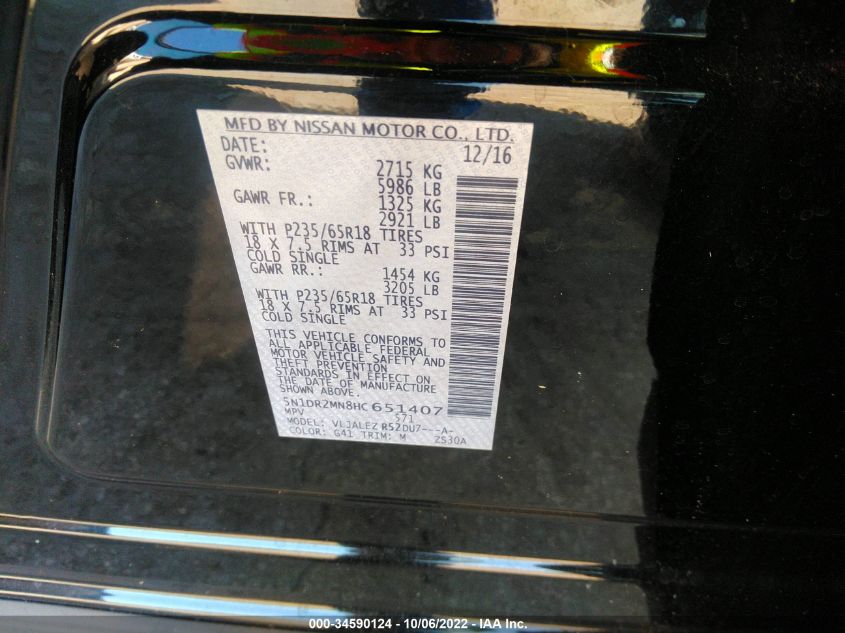 MFD BY NISSAN MOTOR CO., LTD.
DATE: 12/16
GVWR: 2715 KG
5986 LB
GAWR FR.: 1325 KG
2921 LB
WITH P235/65R18 TIRES
18 X 7.5 RIMS AT 33 PSI
COLD SINGLE
GAWR RR.: 1454 KG
3205 LB
WITH P235/65R18 TIRES
18 X 7.5 RIMS AT 33 PSI
COLD SINGLE
THIS VEHICLE CONFORMS TO
ALL APPLICABLE FEDERAL
MOTOR VEHICLE SAFETY AND
THEFT PREVENTION
STANDARDS IN EFFECT ON
THE DATE OF MANUFACTURE
SHOWN ABOVE.
5N1DR2MN8HC651407
MPV 571
MODEL: VLJALEZ R52DU7---A-
COLOR: G41 TRIM: M ZS30A
000-34590124 - 10/06/2022 - IAA Inc.